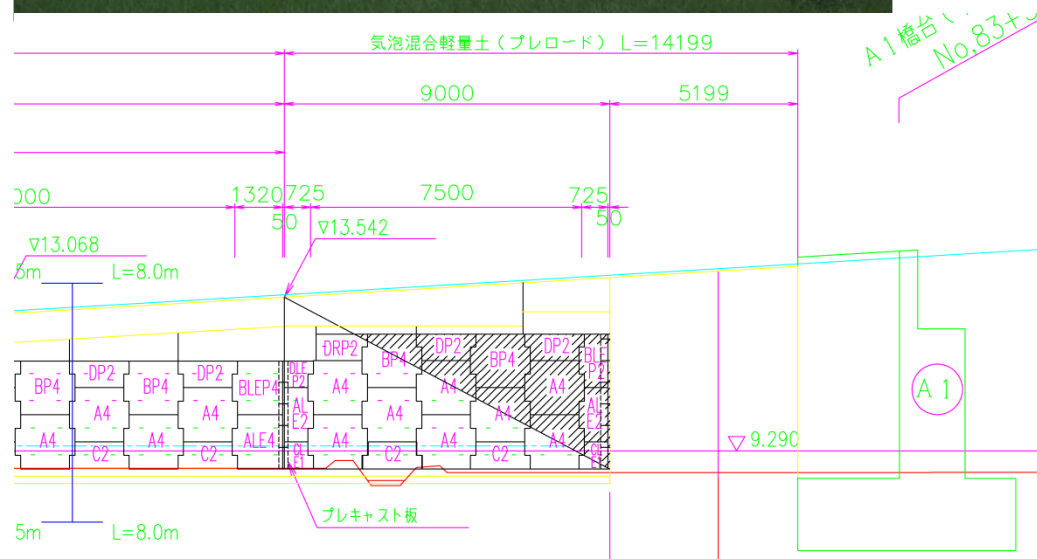 気泡混合軽量土(プレロード) L=14199
A1橋台(
No,83+
9000
5199
000
1320
725
7500
725
50
50
▽13.542
▽13.068
5m
L=8.0m
DRP2
DP2
BP4
DP2
BP4
DP2
BP4
DP2
BLEP4
DLE
P2
BP4
BLE
P2
A4
A4
A4
A4
A4
AL
E2
AL
E2
A4
A4
ALE4
A4
A4
C2
C2
A4
C2
C2
CL
E1
CL
▽9.290
A1
プレキャスト板
5m
L=8.0m